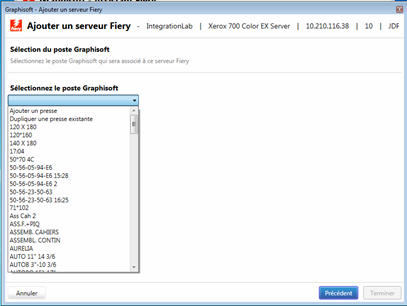 Graphisoft - Ajouter un serveur Fiery
Ajouter un serveur Fiery - IntegrationLab | Xerox 700 Color EX Server | 10.210.116.38 | 10 | JDF
Sélection du poste Graphisoft
Sélectionnez le poste Graphisoft qui sera associé à ce serveur Fiery
Sélectionnez le poste Graphisoft
Ajouter un presse
Dupliquer une presse existante
120 X 180
120*160
140 X 180
17:04
50*70 4C
50-56-05-94-E6
50-56-05-94-E6 15:28
50-56-05-94-E6 2
50-56-23-50-63
50-56-23-50-63 16:25
71*102
Ass Cah 2
ASS.F.+PIQ
ASSEMB. CAHIERS
ASSEMBL. CONTIN
AURELIA
AUTO 11" 14 3/6
AUTOB 3"-10 3/6
Annuler
Précédent
Terminer